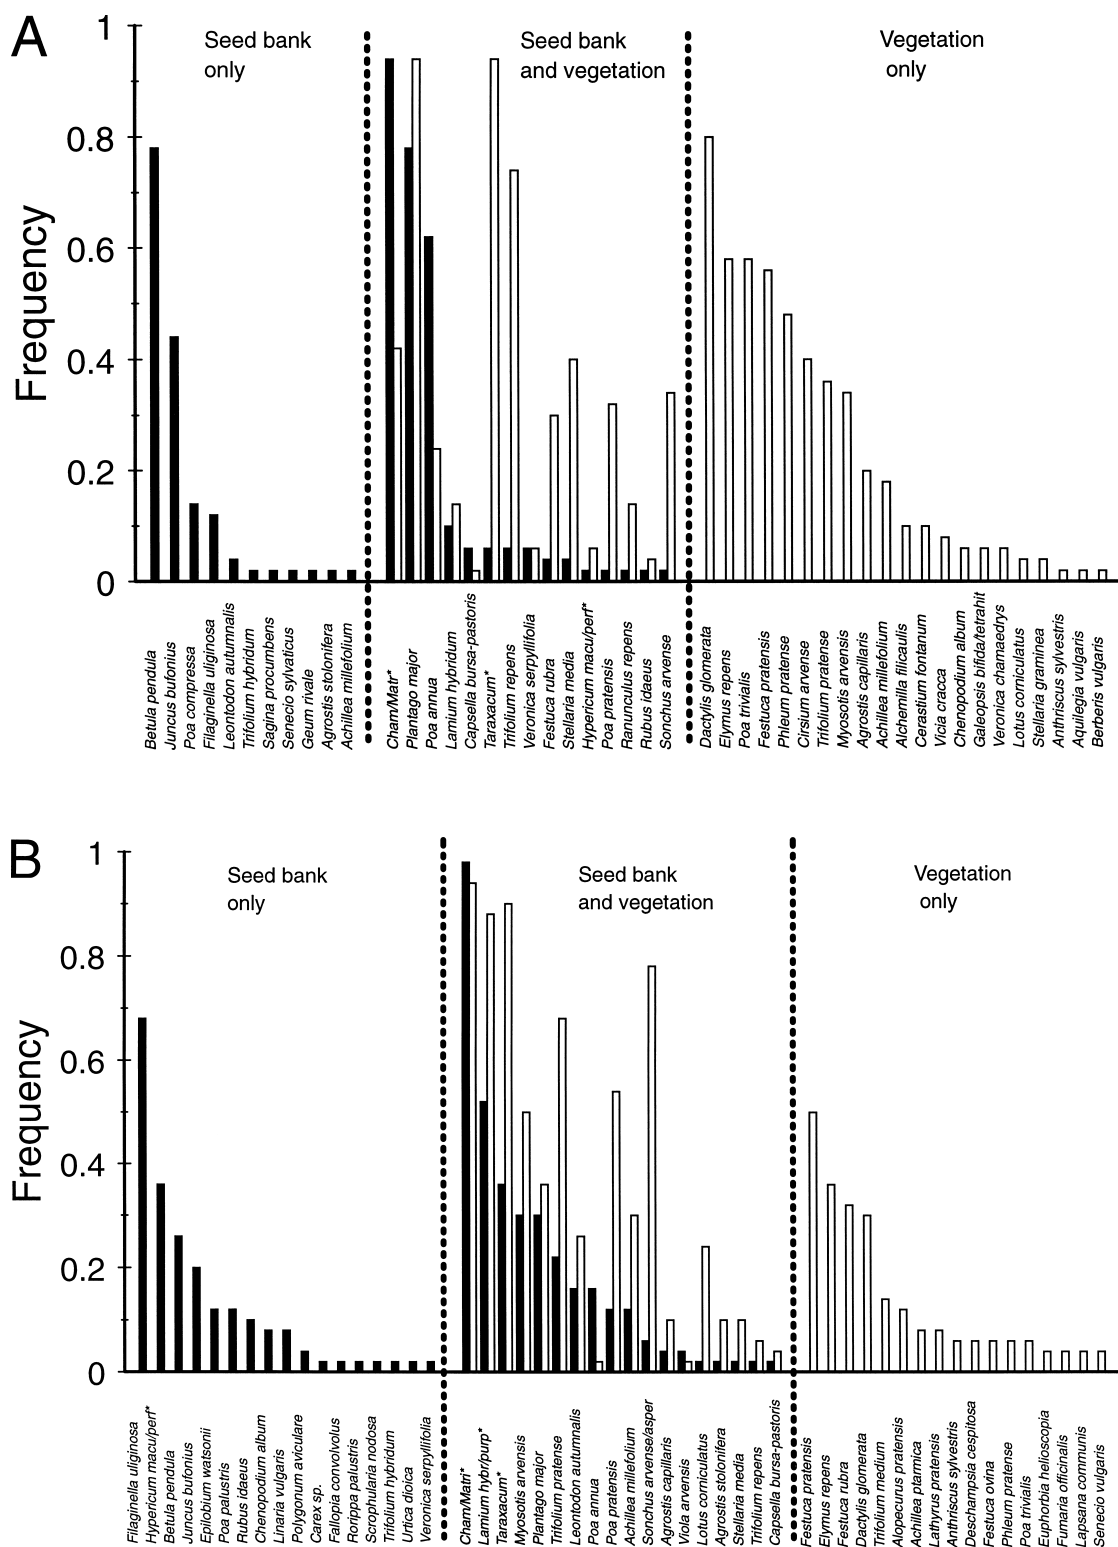 A
Seed bank
only
Seed bank
and vegetation
Vegetation
only
Frequency
1
0.8
0.6
0.4
0.2
0
Betula pendula
Juncus bufonius
Poa compressa
Filaginella uliginosa
Leontodon autumnalis
Trifolium hybridum
Sagina procumbens
Senecio sylvaticus
Geum rivale
Agrostis stolonifera
Achillea millefolium
Cham/Matr*
Plantago major
Poa annua
Lamium hybridum
Capsella bursa-pastoris
Taraxacum*
Trifolium repens
Veronica serpyllifolia
Festuca rubra
Stellaria media
Hypericum macu/perf*
Poa pratensis
Ranunculus repens
Rubus idaeus
Sonchus arvense
Dactylis glomerata
Elymus repens
Poa trivialis
Festuca pratensis
Phleum pratense
Cirsium arvense
Trifolium pratense
Myosotis arvensis
Agrostis capillaris
Achillea millefolium
Alchemilla filicaulis
Cerastium fontanum
Vicia cracca
Chenopodium album
Galeopsis bifida/tetrahit
Veronica chamaedrys
Lotus corniculatus
Stellaria graminea
Anthriscus sylvestris
Aquilegia vulgaris
Berberis vulgaris
B
Seed bank
only
Seed bank
and vegetation
Vegetation
only
Frequency
1
0.8
0.6
0.4
0.2
0
Filaginella uliginosa
Hypericum macu/perf*
Betula pendula
Juncus bufonius
Epilobium watsonii
Poa palustris
Rubus idaeus
Chenopodium album
Linaria vulgaris
Polygonum aviculare
Carex sp.
Fallopia convolvolus
Rorippa palustris
Scrophularia nodosa
Trifolium hybridum
Urtica dioica
Veronica serpyllifolia
Cham/Matri*
Lamium hybr/purp*
Taraxacum*
Myosotis arvensis
Plantago major
Trifolium pratense
Leontodon autumnalis
Poa annua
Poa pratensis
Achillea millefolium
Sonchus arvense/asper
Agrostis capillaris
Viola arvensis
Lotus corniculatus
Agrostis stolonifera
Stellaria media
Trifolium repens
Capsella bursa-pastoris
Festuca pratensis
Elymus repens
Festuca rubra
Dactylis glomerata
Trifolium medium
Alopecurus pratensis
Achillea ptarmica
Lathyrus pratensis
Anthriscus sylvestris
Deschampsia cespitosa
Festuca ovina
Phleum pratense
Poa trivialis
Euphorbia helioscopia
Fumaria officinalis
Lapsana communis
Senecio vulgaris